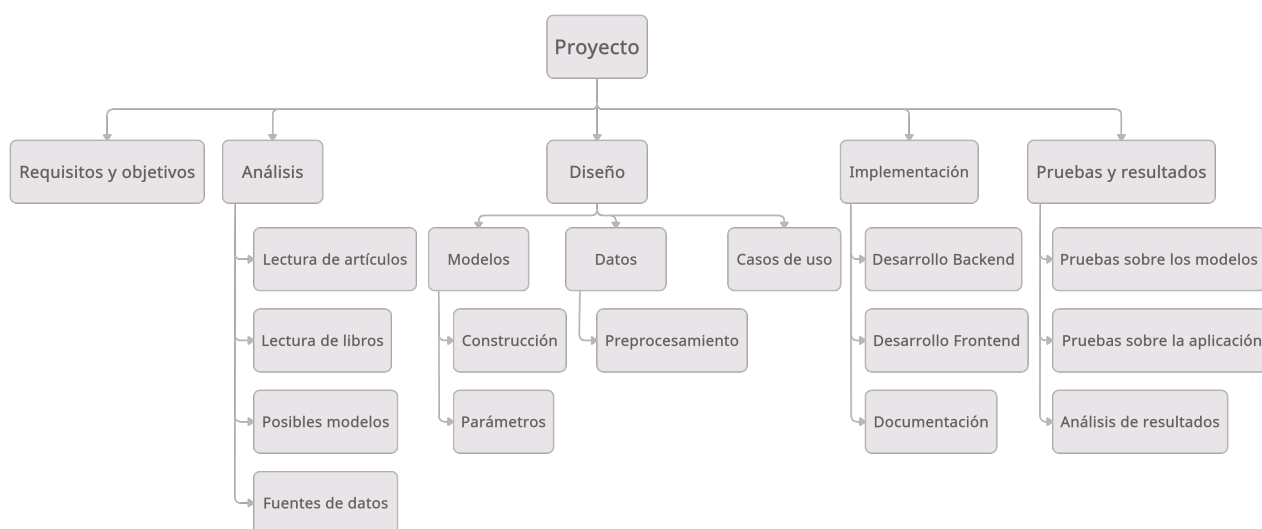 Proyecto
Requisitos y objetivos
Análisis
Diseño
Implementación
Pruebas y resultados
Lectura de artículos
Modelos
Datos
Casos de uso
Desarrollo Backend
Pruebas sobre los modelos
Lectura de libros
Construcción
Preprocesamiento
Desarrollo Frontend
Pruebas sobre la aplicación
Posibles modelos
Parámetros
Documentación
Análisis de resultados
Fuentes de datos